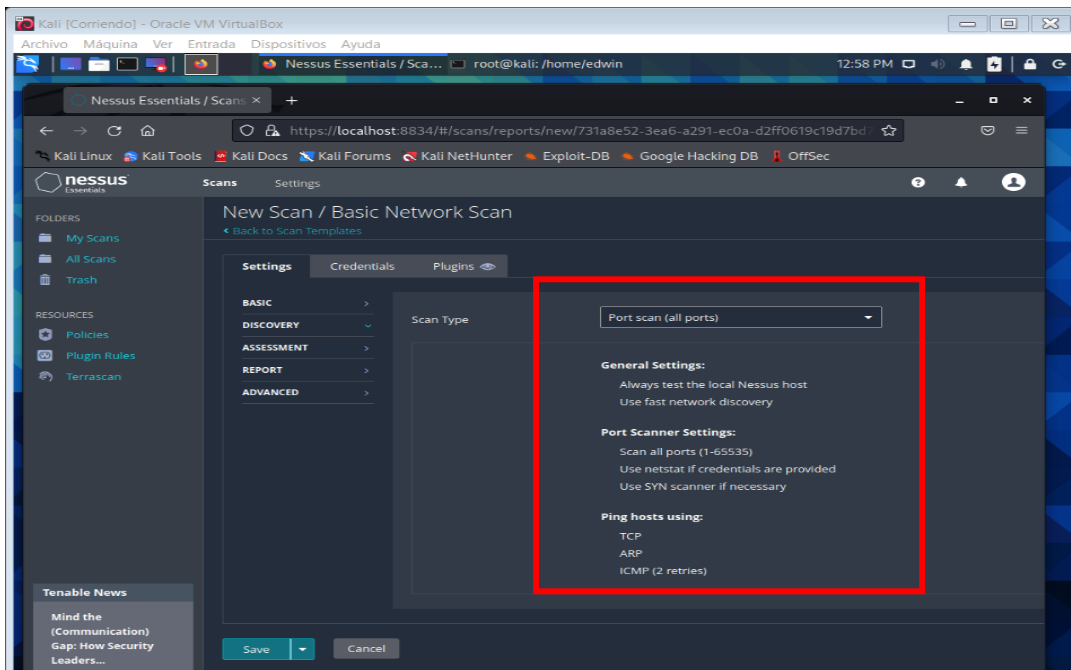 Kali [Corriendo] - Oracle VM VirtualBox
Archivo Máquina Ver Entrada Dispositivos Ayuda
Nessus Essentials / Sca... root@kali: /home/edwin 12:58 PM
Nessus Essentials / Scans
https://localhost:8834/#/scans/reports/new/731a8e52-3ea6-a291-ec0a-d2ff0619c19d7bd
Kali Linux Kali Tools Kali Docs Kali Forums Kali NetHunter Exploit-DB Google Hacking DB OffSec
nessus
Essentials
Scans Settings
FOLDERS
My Scans
All Scans
Trash
RESOURCES
Policies
Plugin Rules
Terrascan
New Scan / Basic Network Scan
Back to Scan Templates
Settings Credentials Plugins
BASIC
DISCOVERY
ASSESSMENT
REPORT
ADVANCED
Scan Type Port scan (all ports)
General Settings:
Always test the local Nessus host
Use fast network discovery
Port Scanner Settings:
Scan all ports (1-65535)
Use netstat if credentials are provided
Use SYN scanner if necessary
Ping hosts using:
TCP
ARP
ICMP (2 retries)
Save Cancel
Tenable News
Mind the
(Communication)
Gap: How Security
Leaders...